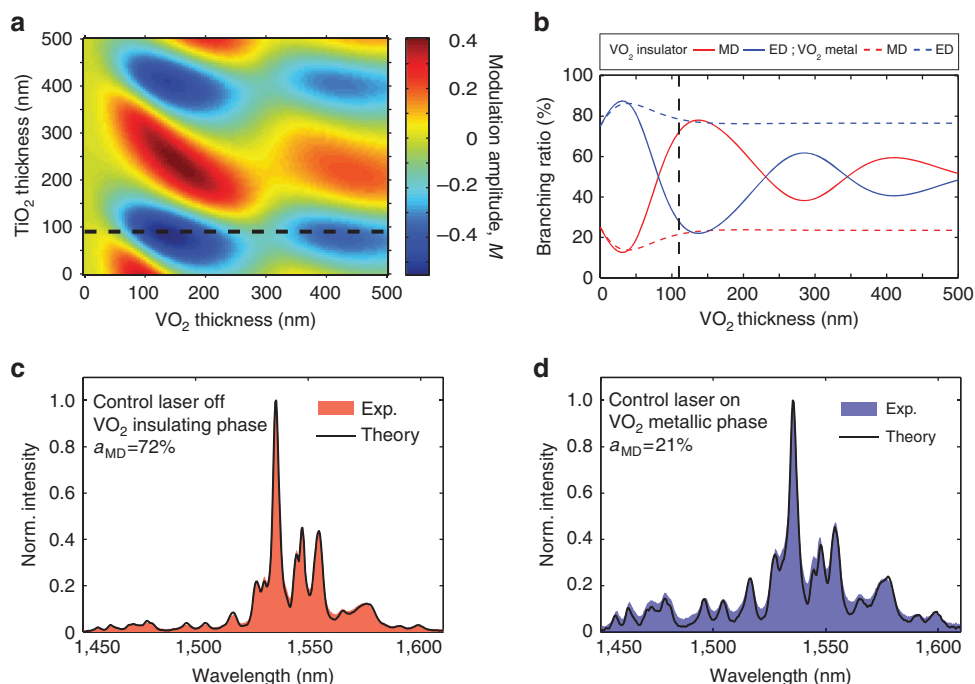 a
500
400
300
200
100
0
TiO2 thickness (nm)
0 100 200 300 400 500
VO2 thickness (nm)
0.4
0.2
0
−0.2
−0.4
Modulation amplitude, M
b
VO2 insulator MD ED ; VO2 metal MD ED
100
80
60
40
20
0
Branching ratio (%)
0 100 200 300 400 500
VO2 thickness (nm)
c
Control laser off
VO2 insulating phase
aMD=72%
Exp.
Theory
1.0
0.8
0.6
0.4
0.2
0
Norm. intensity
1,450 1,500 1,550 1,600
Wavelength (nm)
d
Control laser on
VO2 metallic phase
aMD=21%
Exp.
Theory
1.0
0.8
0.6
0.4
0.2
0
Norm. intensity
1,450 1,500 1,550 1,600
Wavelength (nm)